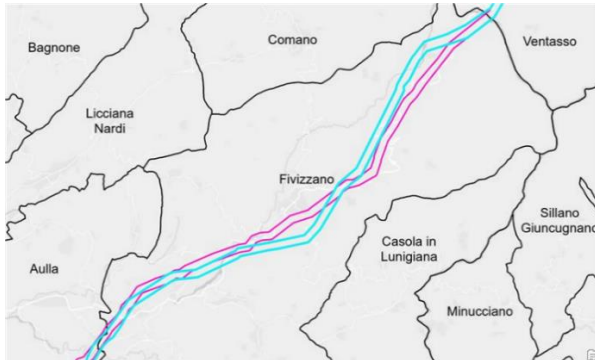 Comano
Bagnone
Ventasso
Licciana
Nardi
Fivizzano
Sillano
Giuncugnano
Casola in
Lunigiana
Aulla
Minucciano